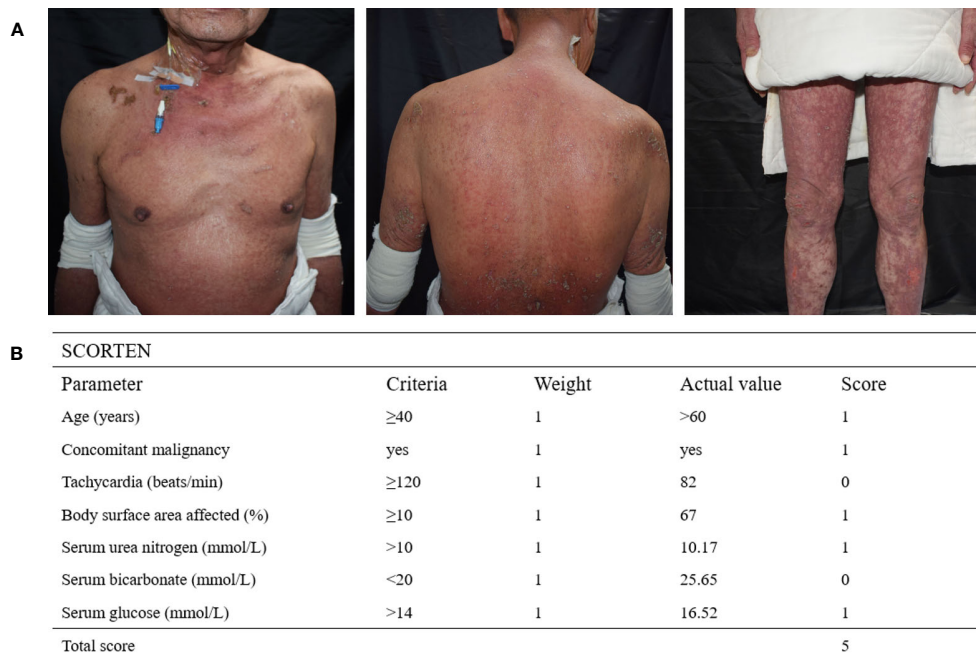 A
B
SCORTEN
Parameter Criteria Weight Actual value Score
Age (years) ≥40 1 >60 1
Concomitant malignancy yes 1 yes 1
Tachycardia (beats/min) ≥120 1 82 0
Body surface area affected (%) ≥10 1 67 1
Serum urea nitrogen (mmol/L) >10 1 10.17 1
Serum bicarbonate (mmol/L) <20 1 25.65 0
Serum glucose (mmol/L) >14 1 16.52 1
Total score 5